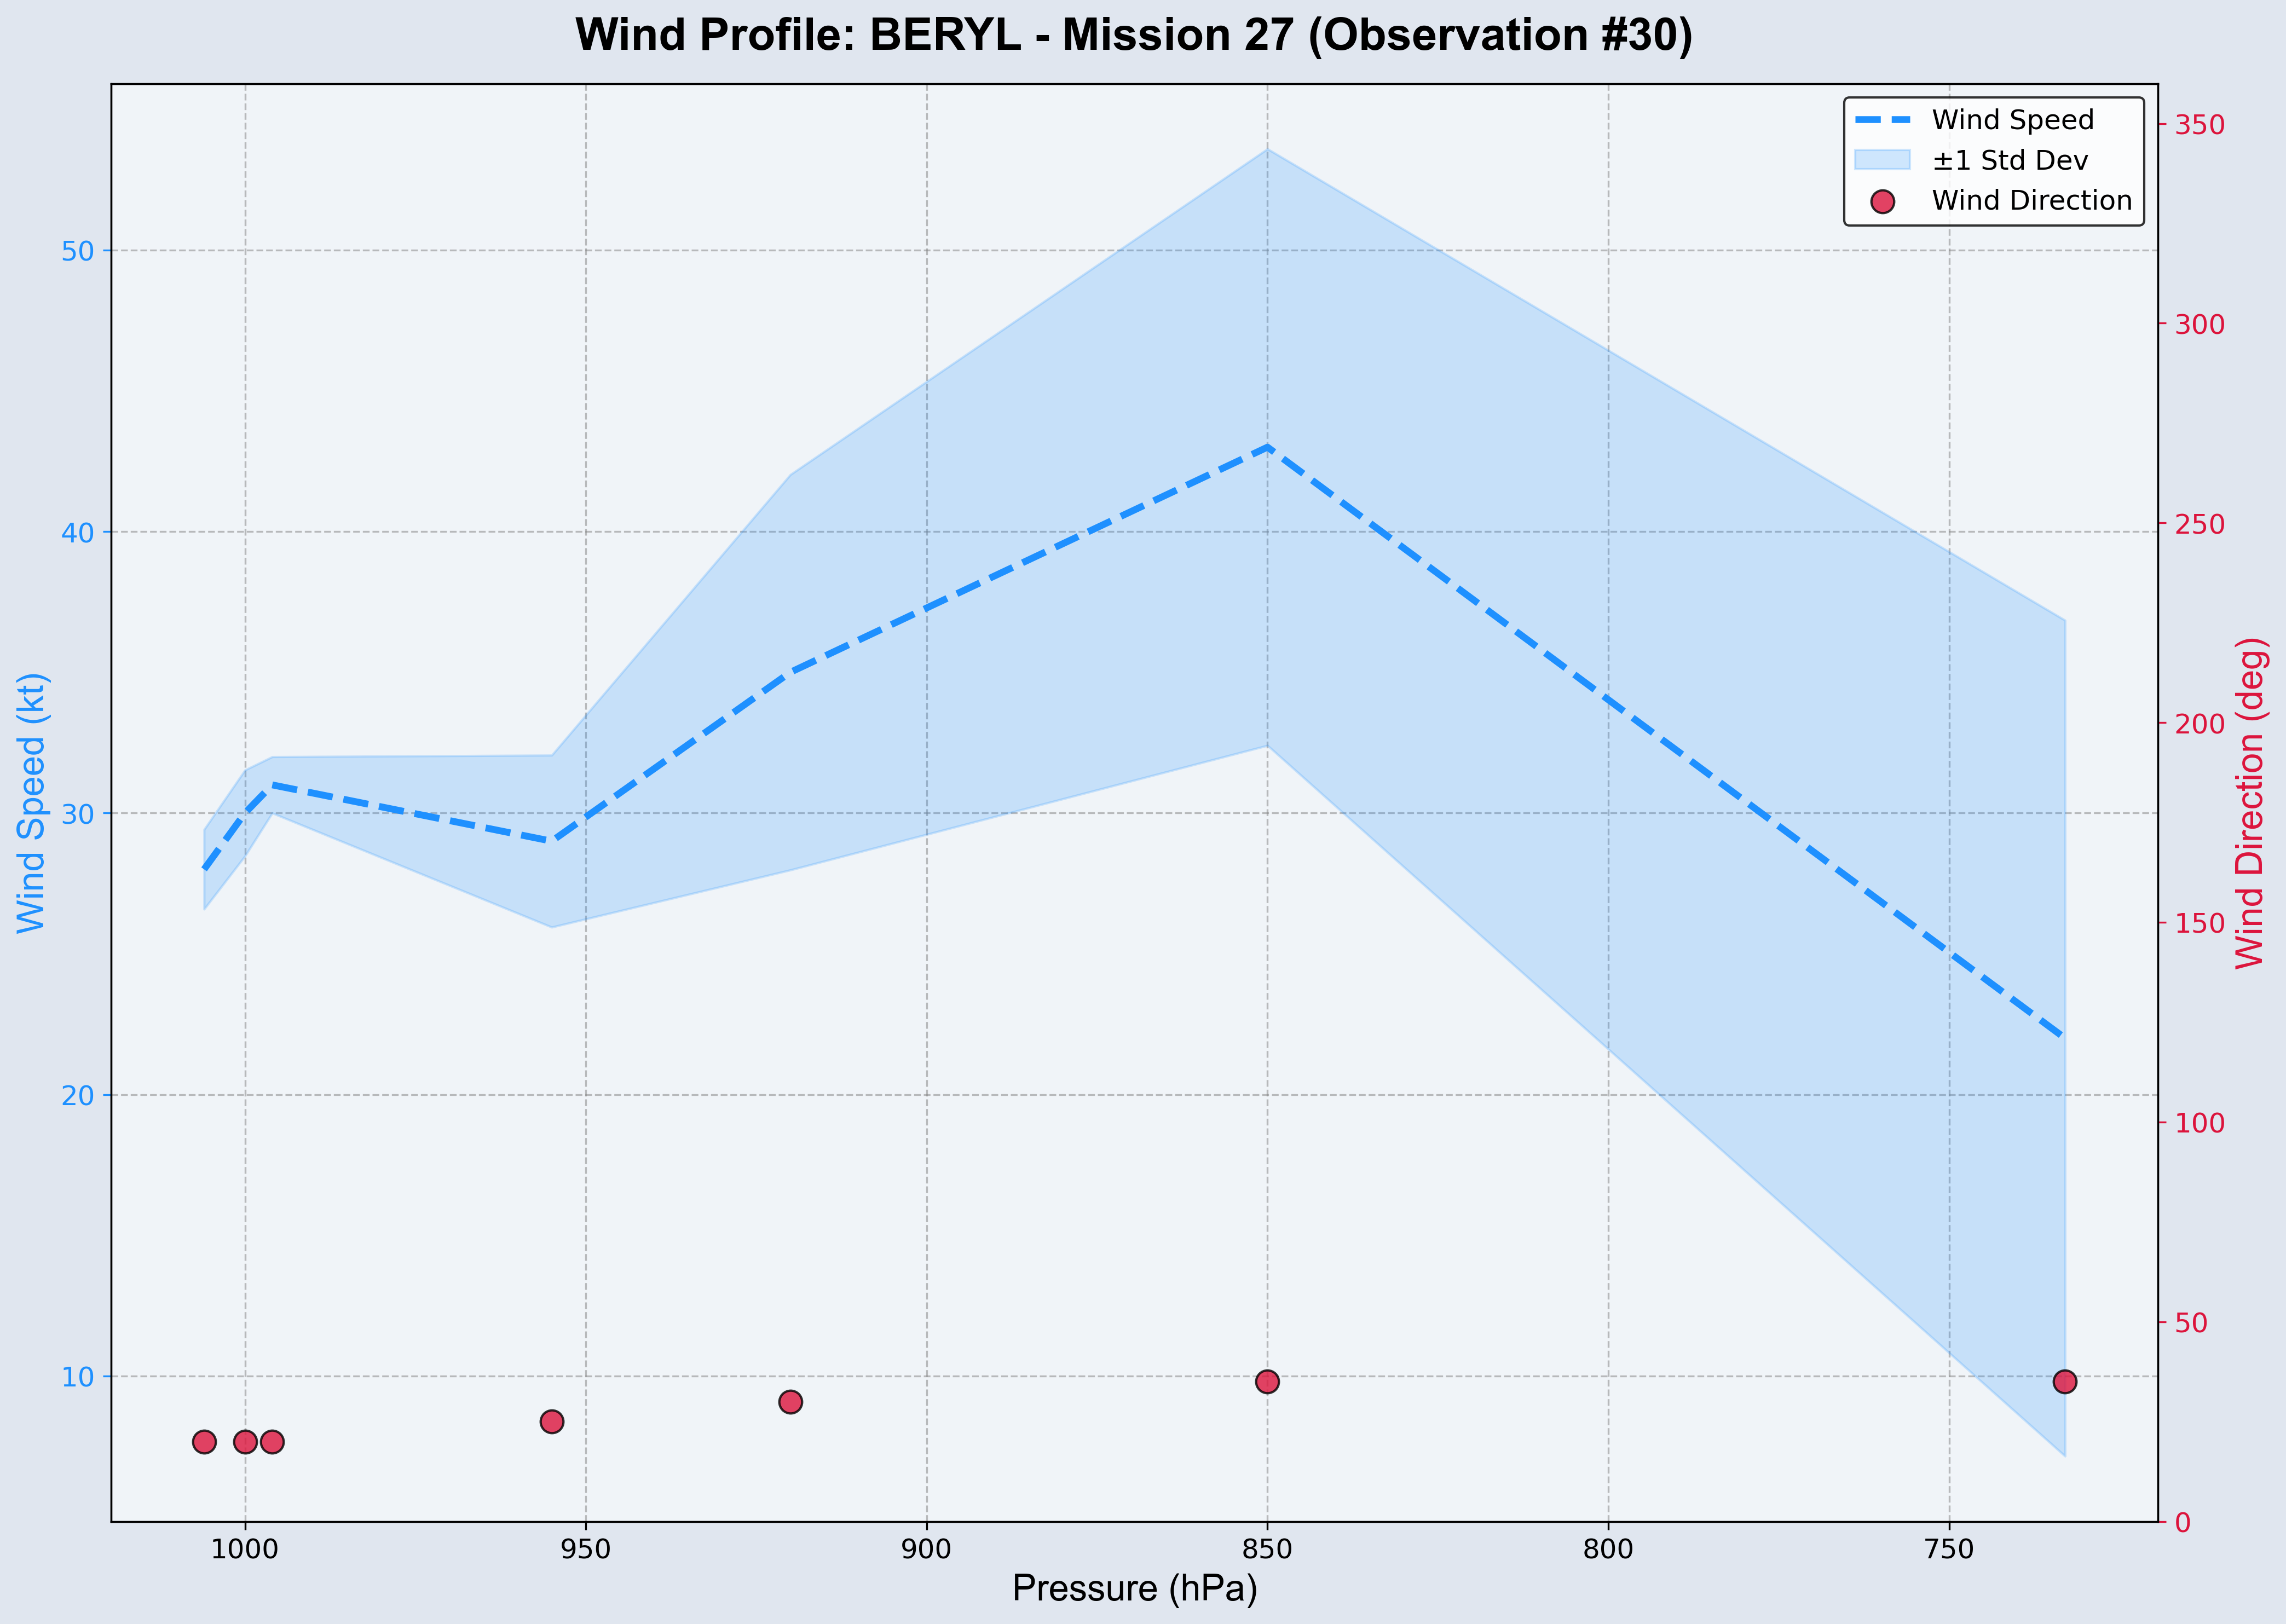 Wind Profile: BERYL - Mission 27 (Observation #30)
Wind Speed
±1 Std Dev
Wind Direction
Wind Speed (kt)
50
40
30
20
10
350
300
250
200
150
100
50
0
Wind Direction (deg)
1000 950 900 850 800 750
Pressure (hPa)